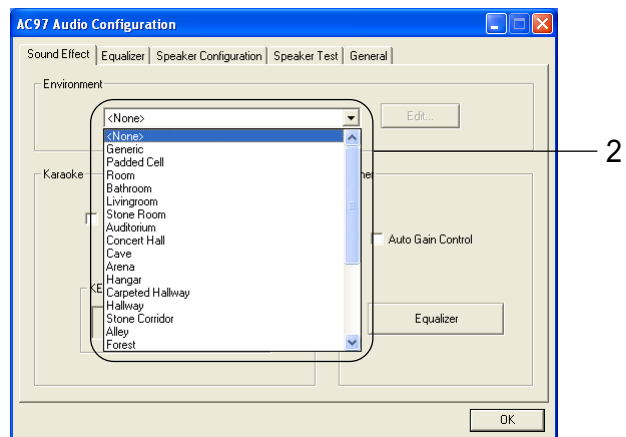 AC97 Audio Configuration
Sound Effect Equalizer Speaker Configuration Speaker Test General
Environment
<None>
Edit...
<None>
Generic
Padded Cell
Room
Bathroom
Livingroom
Stone Room
Auditorium
Concert Hall
Cave
Arena
Hangar
Carpeted Hallway
Hallway
Stone Corridor
Alley
Forest
2
Karaoke
Auto Gain Control
Equalizer
OK